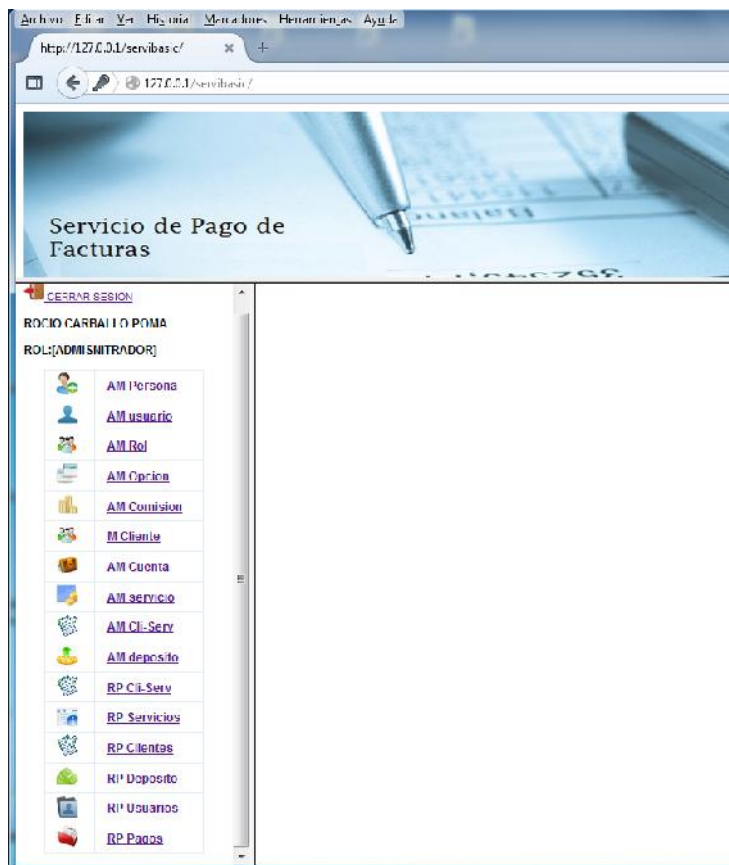 Archivo Editar Ver Historial Marcadores Herramientas Ayuda
http://127.0.0.1/servibasic/ × +
127.0.0.1/servibasic/
Servicio de Pago de
Facturas
CERRAR SESION
ROCIO CARBALLO POMA
ROL:[ADMISNITRADOR]
AM Persona
AM usuario
AM Rol
AM Opcion
AM Comision
M Cliente
AM Cuenta
AM servicio
AM Cli-Serv
AM deposito
RP Cli-Serv
RP Servicios
RP Clientes
RP Deposito
RP Usuarios
RP Pagos